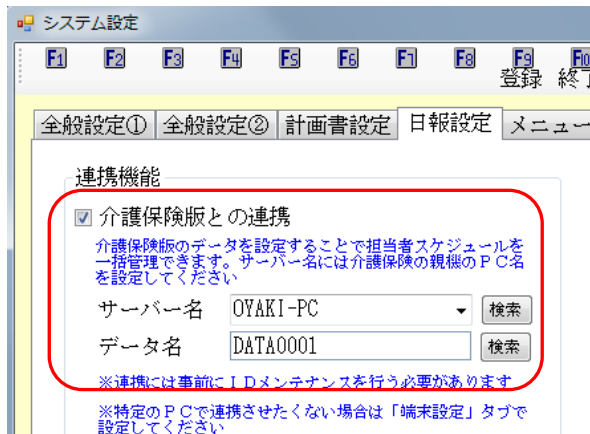 システム設定
F1 F2 F3 F4 F5 F6 F7 F8 F9 F10
登録 終了
全般設定① 全般設定② 計画書設定 日報設定 メニュー
連携機能
介護保険版との連携
介護保険版のデータを設定することで担当者スケジュールを
一括管理できます。サーバー名には介護保険の親機のPC名
を設定してください
サーバー名 OYAKI-PC 検索
データ名 DATA0001 検索
※連携には事前にIDメンテナンスを行う必要があります
※特定のPCで連携させたくない場合は「端末設定」タブで
設定してください